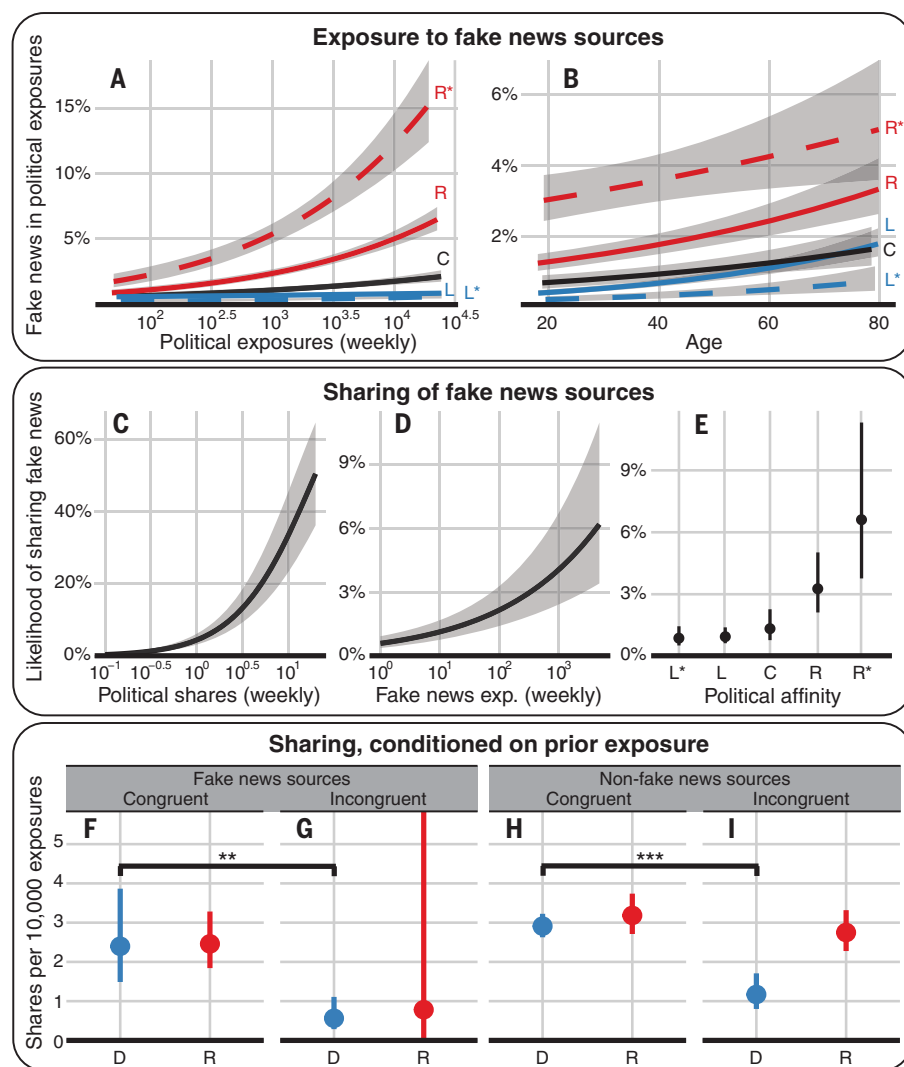 Exposure to fake news sources
Fake news in political exposures
A
15%
10%
5%
R*
R
C
L L*
10^2 10^2.5 10^3 10^3.5 10^4 10^4.5
Political exposures (weekly)
B
6%
4%
2%
R*
R
L
C
L*
20 40 60 80
Age
Sharing of fake news sources
Likelihood of sharing fake news
C
60%
40%
20%
0%
10^−1 10^−0.5 10^0 10^0.5 10^1
Political shares (weekly)
D
9%
6%
3%
0%
10^0 10^1 10^2 10^3
Fake news exp. (weekly)
E
9%
6%
3%
0%
L* L C R R*
Political affinity
Sharing, conditioned on prior exposure
Fake news sources
Congruent Incongruent
Non-fake news sources
Congruent Incongruent
Shares per 10,000 exposures
5
4
3
2
1
0
F
G
H
I
**
***
D R D R D R D R